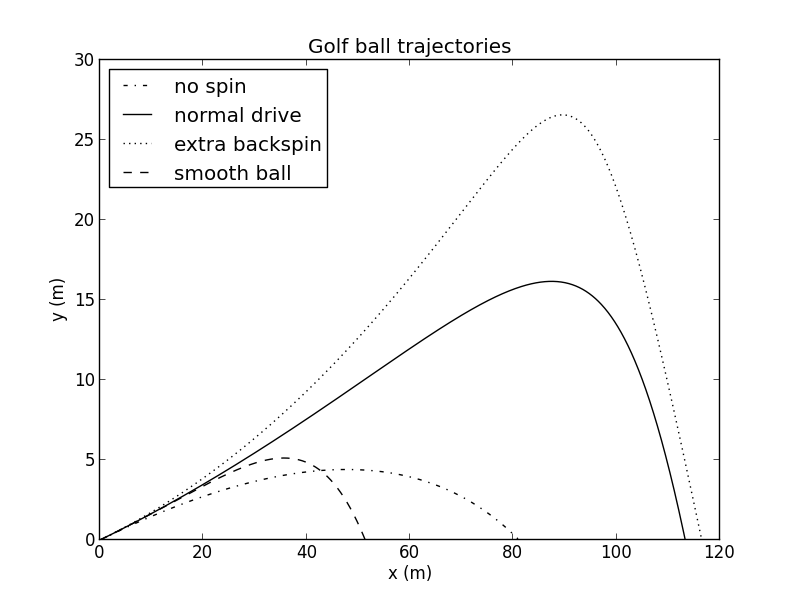 Golf ball trajectories
no spin
normal drive
extra backspin
smooth ball
30
25
20
15
10
5
0
y (m)
0 20 40 60 80 100 120
x (m)